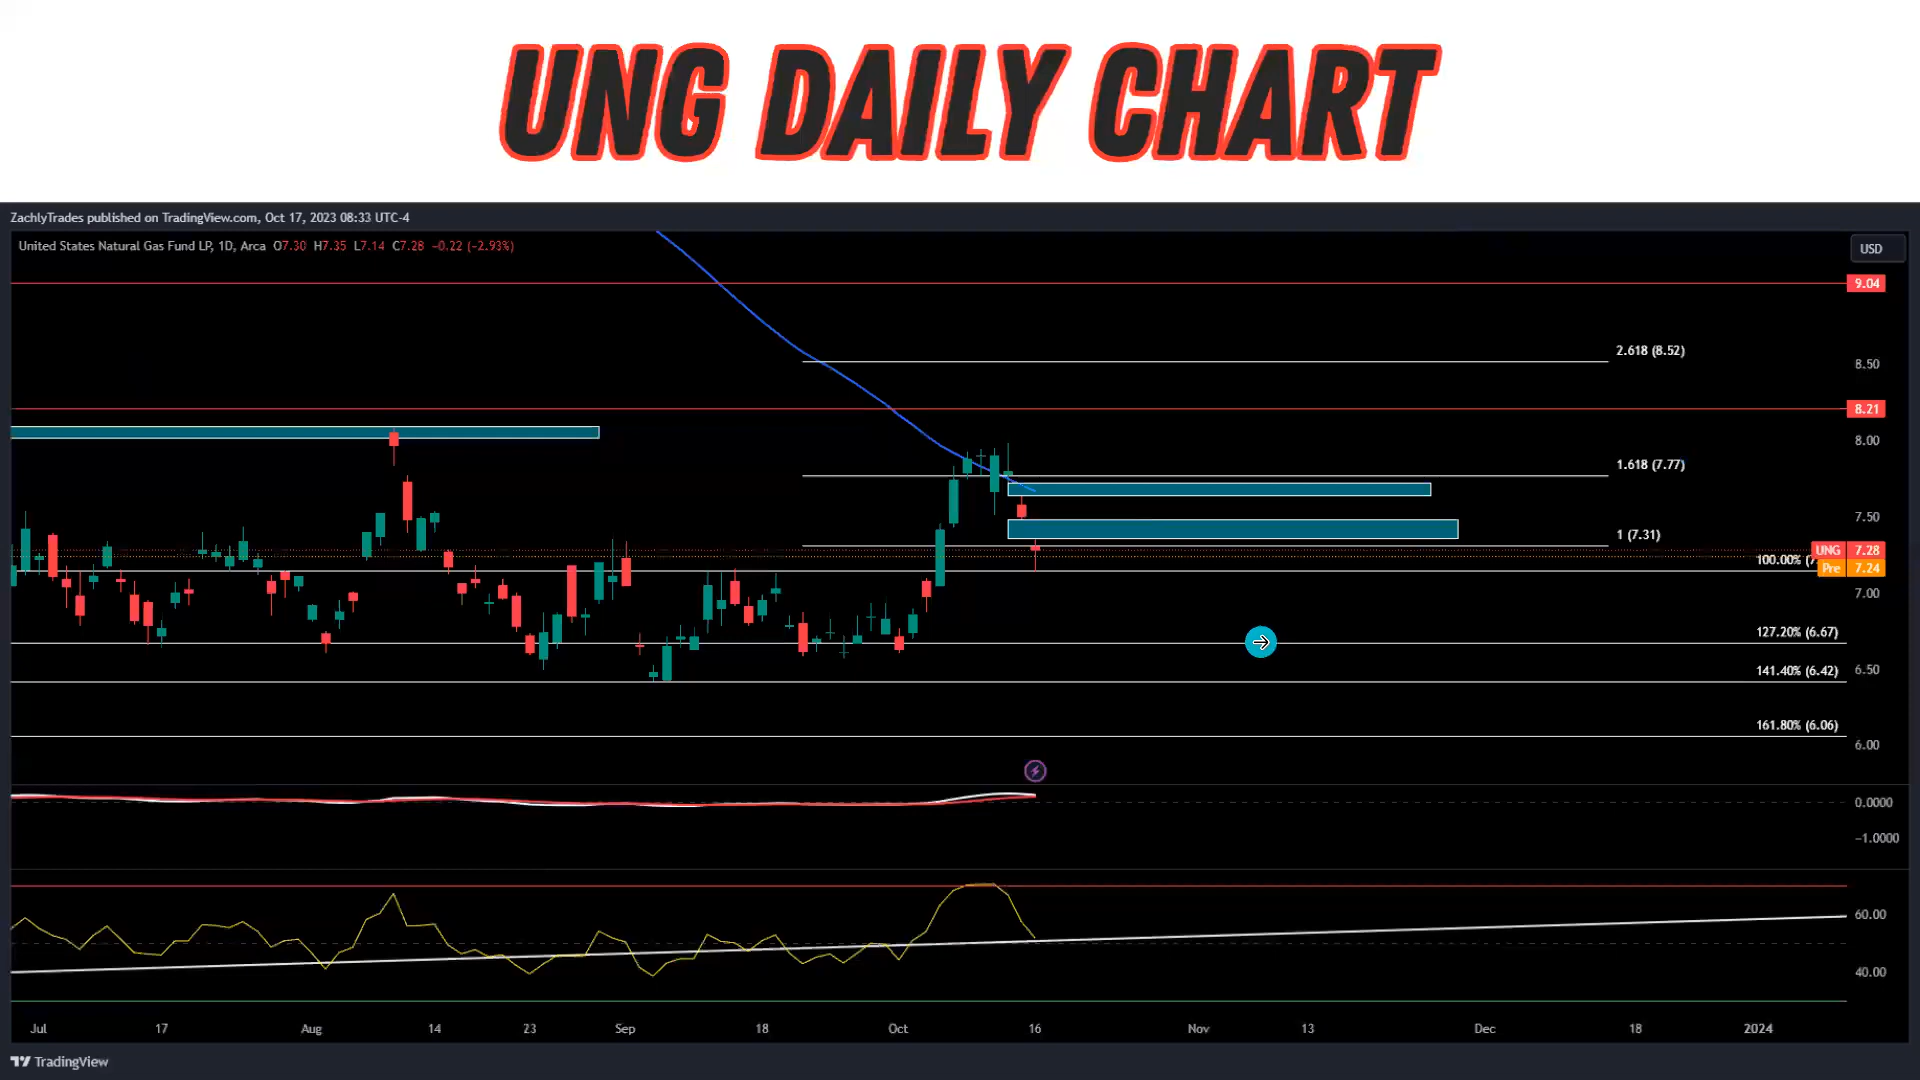 UNG DAILY CHART
ZachlyTrades published on TradingView.com, Oct 17, 2023 08:33 UTC-4
United States Natural Gas Fund LP, 1D, Arca O7.30 H7.35 L7.14 C7.28 −0.22 (−2.93%)
USD
9.04
2.618 (8.52)
8.50
8.21
8.00
1.618 (7.77)
7.50
1 (7.31)
UNG 7.28
100.00% (7.
Pre 7.24
7.00
127.20% (6.67)
6.50
141.40% (6.42)
161.80% (6.06)
6.00
0.0000
−1.0000
60.00
40.00
Jul 17 Aug 14 23 Sep 18 Oct 16 Nov 13 Dec 18 2024
TradingView